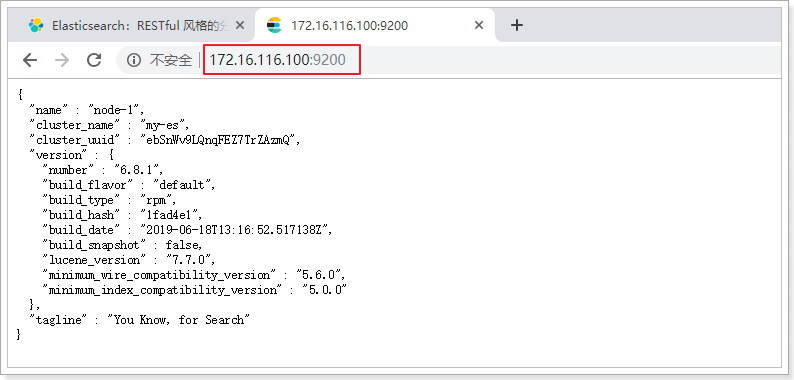 Elasticsearch：RESTful 风格的分
172.16.116.100:9200
不安全 | 172.16.116.100:9200
{
  "name" : "node-1",
  "cluster_name" : "my-es",
  "cluster_uuid" : "ebSnWv9LQnqFEZ7TrZAzmQ",
  "version" : {
    "number" : "6.8.1",
    "build_flavor" : "default",
    "build_type" : "rpm",
    "build_hash" : "1fad4e1",
    "build_date" : "2019-06-18T13:16:52.517138Z",
    "build_snapshot" : false,
    "lucene_version" : "7.7.0",
    "minimum_wire_compatibility_version" : "5.6.0",
    "minimum_index_compatibility_version" : "5.0.0"
  },
  "tagline" : "You Know, for Search"
}